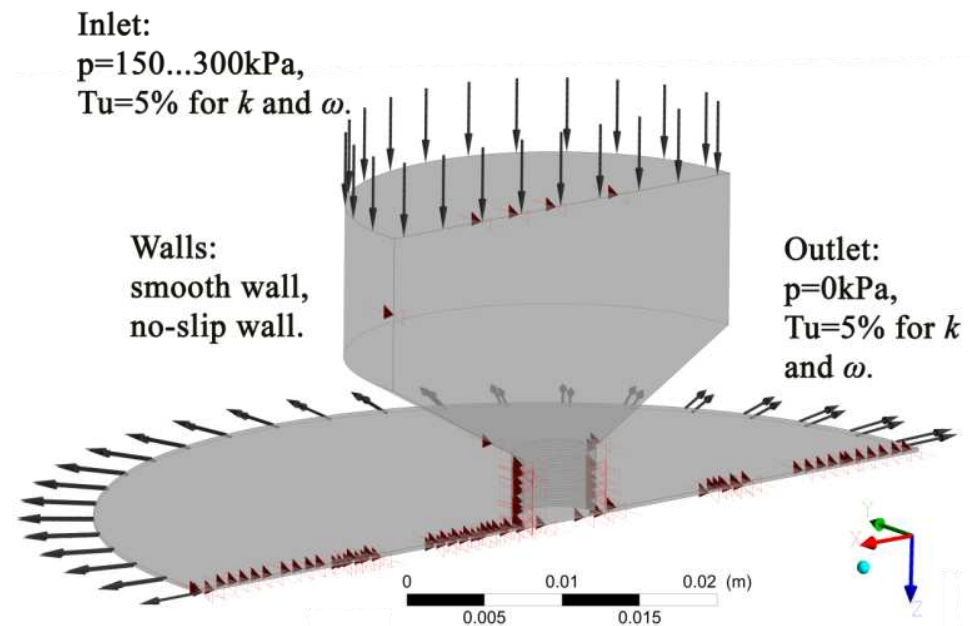 Inlet:
p=150...300kPa,
Tu=5% for k and ω.
Walls:
smooth wall,
no-slip wall.
Outlet:
p=0kPa,
Tu=5% for k
and ω.
0
0.01
0.02 (m)
0.005
0.015
Y
X
Z